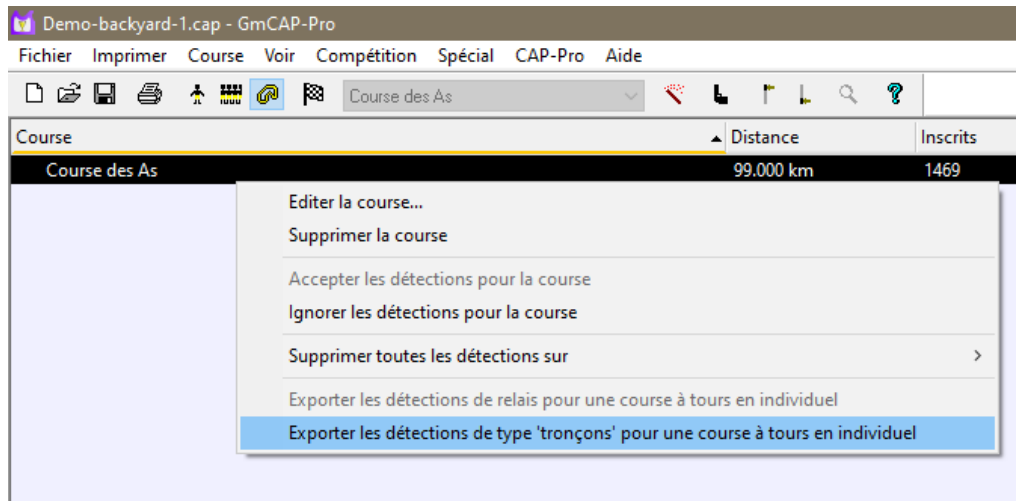 Demo-backyard-1.cap - GmCAP-Pro
Fichier Imprimer Course Voir Compétition Spécial CAP-Pro Aide
Course des As
Course Distance Inscrits
Course des As 99.000 km 1469
Editer la course...
Supprimer la course
Accepter les détections pour la course
Ignorer les détections pour la course
Supprimer toutes les détections sur
Exporter les détections de relais pour une course à tours en individuel
Exporter les détections de type 'tronçons' pour une course à tours en individuel